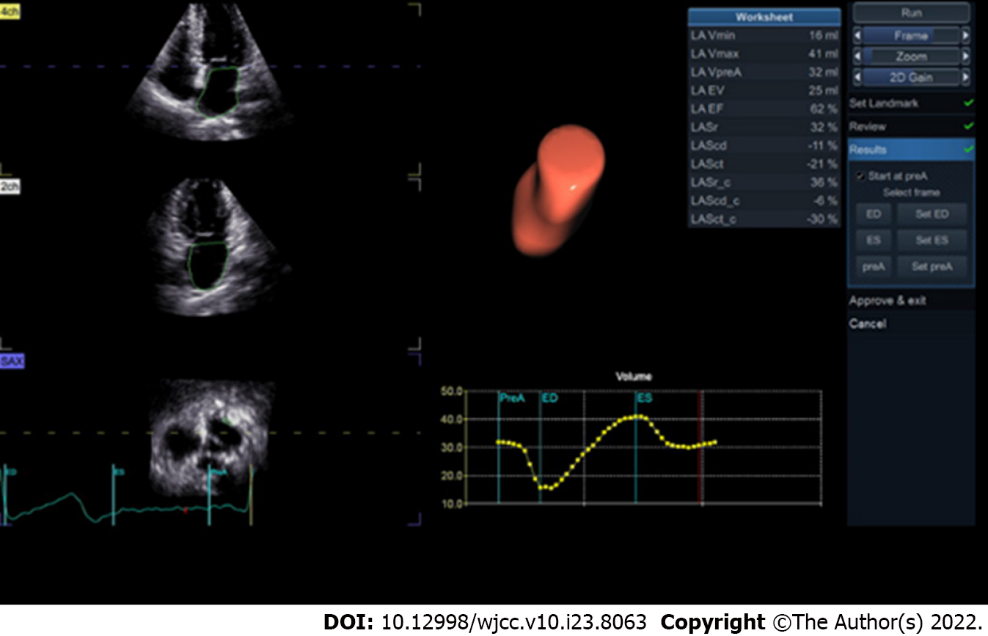 4ch
2ch
SAX
ED
ES
Worksheet
LA Vmin 16 ml
LA Vmax 41 ml
LA VpreA 32 ml
LA EV 25 ml
LA EF 62 %
LASr 32 %
LAScd -11 %
LASct -21 %
LASr_c 36 %
LAScd_c -6 %
LASct_c -30 %
Volume
50.0
40.0
30.0
20.0
10.0
PreA
ED
ES
Run
Frame
Zoom
2D Gain
Set Landmark
Review
Results
Start at preA
Select frame
ED Set ED
ES Set ES
preA Set preA
Approve & exit
Cancel
DOI: 10.12998/wjcc.v10.i23.8063 Copyright ©The Author(s) 2022.